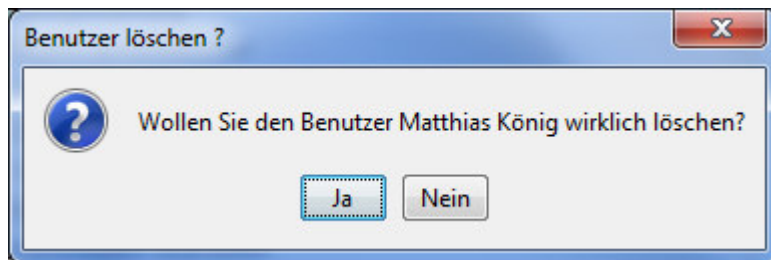 Benutzer löschen ?
Wollen Sie den Benutzer Matthias König wirklich löschen?
Ja Nein